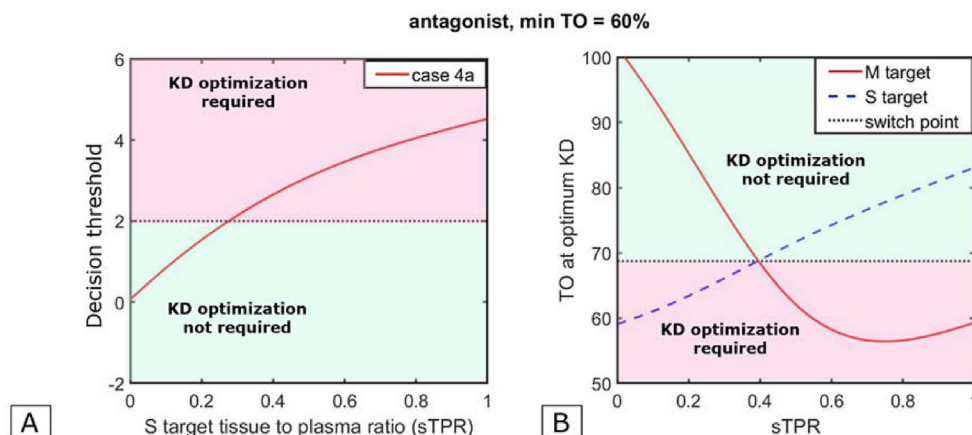 antagonist, min TO = 60%
6
4
2
0
-2
Decision threshold
KD optimization
required
case 4a
KD optimization
not required
0
0.2
0.4
0.6
0.8
1
S target tissue to plasma ratio (sTPR)
A
100
90
80
70
60
50
TO at optimum KD
M target
S target
switch point
KD optimization
not required
KD optimization
required
0
0.2
0.4
0.6
0.8
1
sTPR
B